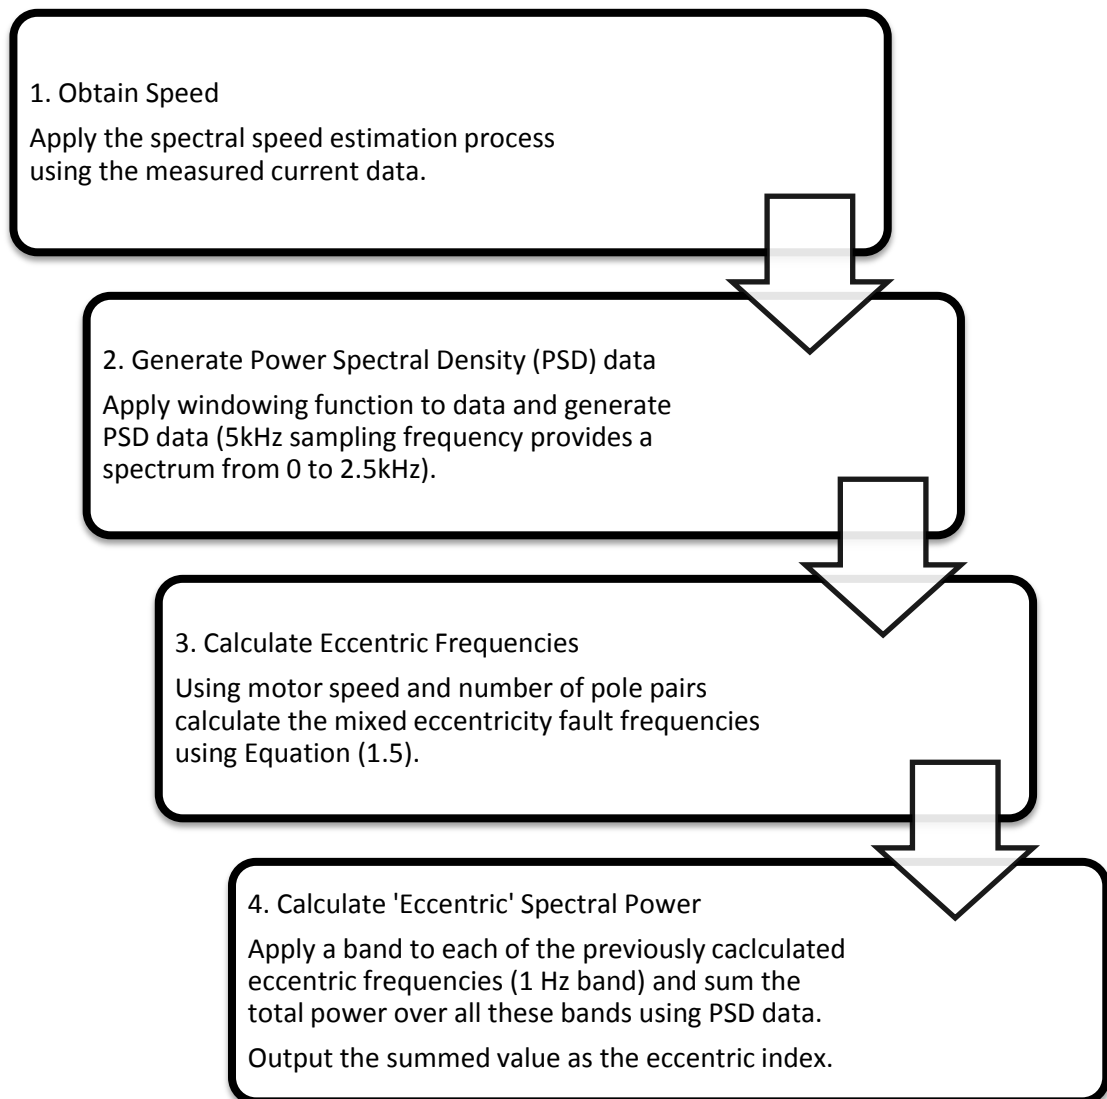 1. Obtain Speed
Apply the spectral speed estimation process
using the measured current data.
2. Generate Power Spectral Density (PSD) data
Apply windowing function to data and generate
PSD data (5kHz sampling frequency provides a
spectrum from 0 to 2.5kHz).
3. Calculate Eccentric Frequencies
Using motor speed and number of pole pairs
calculate the mixed eccentricity fault frequencies
using Equation (1.5).
4. Calculate 'Eccentric' Spectral Power
Apply a band to each of the previously caclculated
eccentric frequencies (1 Hz band) and sum the
total power over all these bands using PSD data.
Output the summed value as the eccentric index.